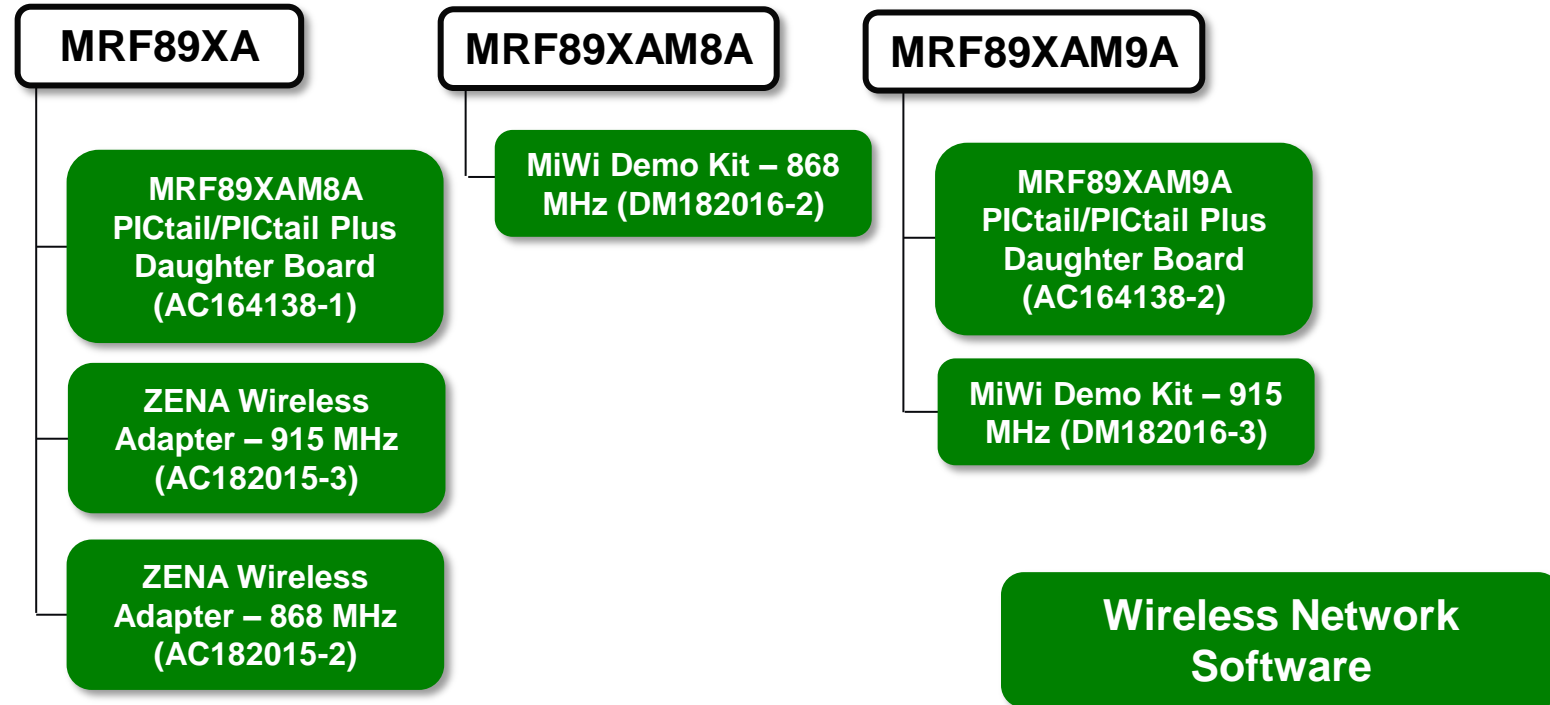 MRF89XA
MRF89XAM8A
PICtail/PICtail Plus
Daughter Board
(AC164138-1)
ZENA Wireless
Adapter – 915 MHz
(AC182015-3)
ZENA Wireless
Adapter – 868 MHz
(AC182015-2)
MRF89XAM8A
MiWi Demo Kit – 868
MHz (DM182016-2)
MRF89XAM9A
MRF89XAM9A
PICtail/PICtail Plus
Daughter Board
(AC164138-2)
MiWi Demo Kit – 915
MHz (DM182016-3)
Wireless Network
Software